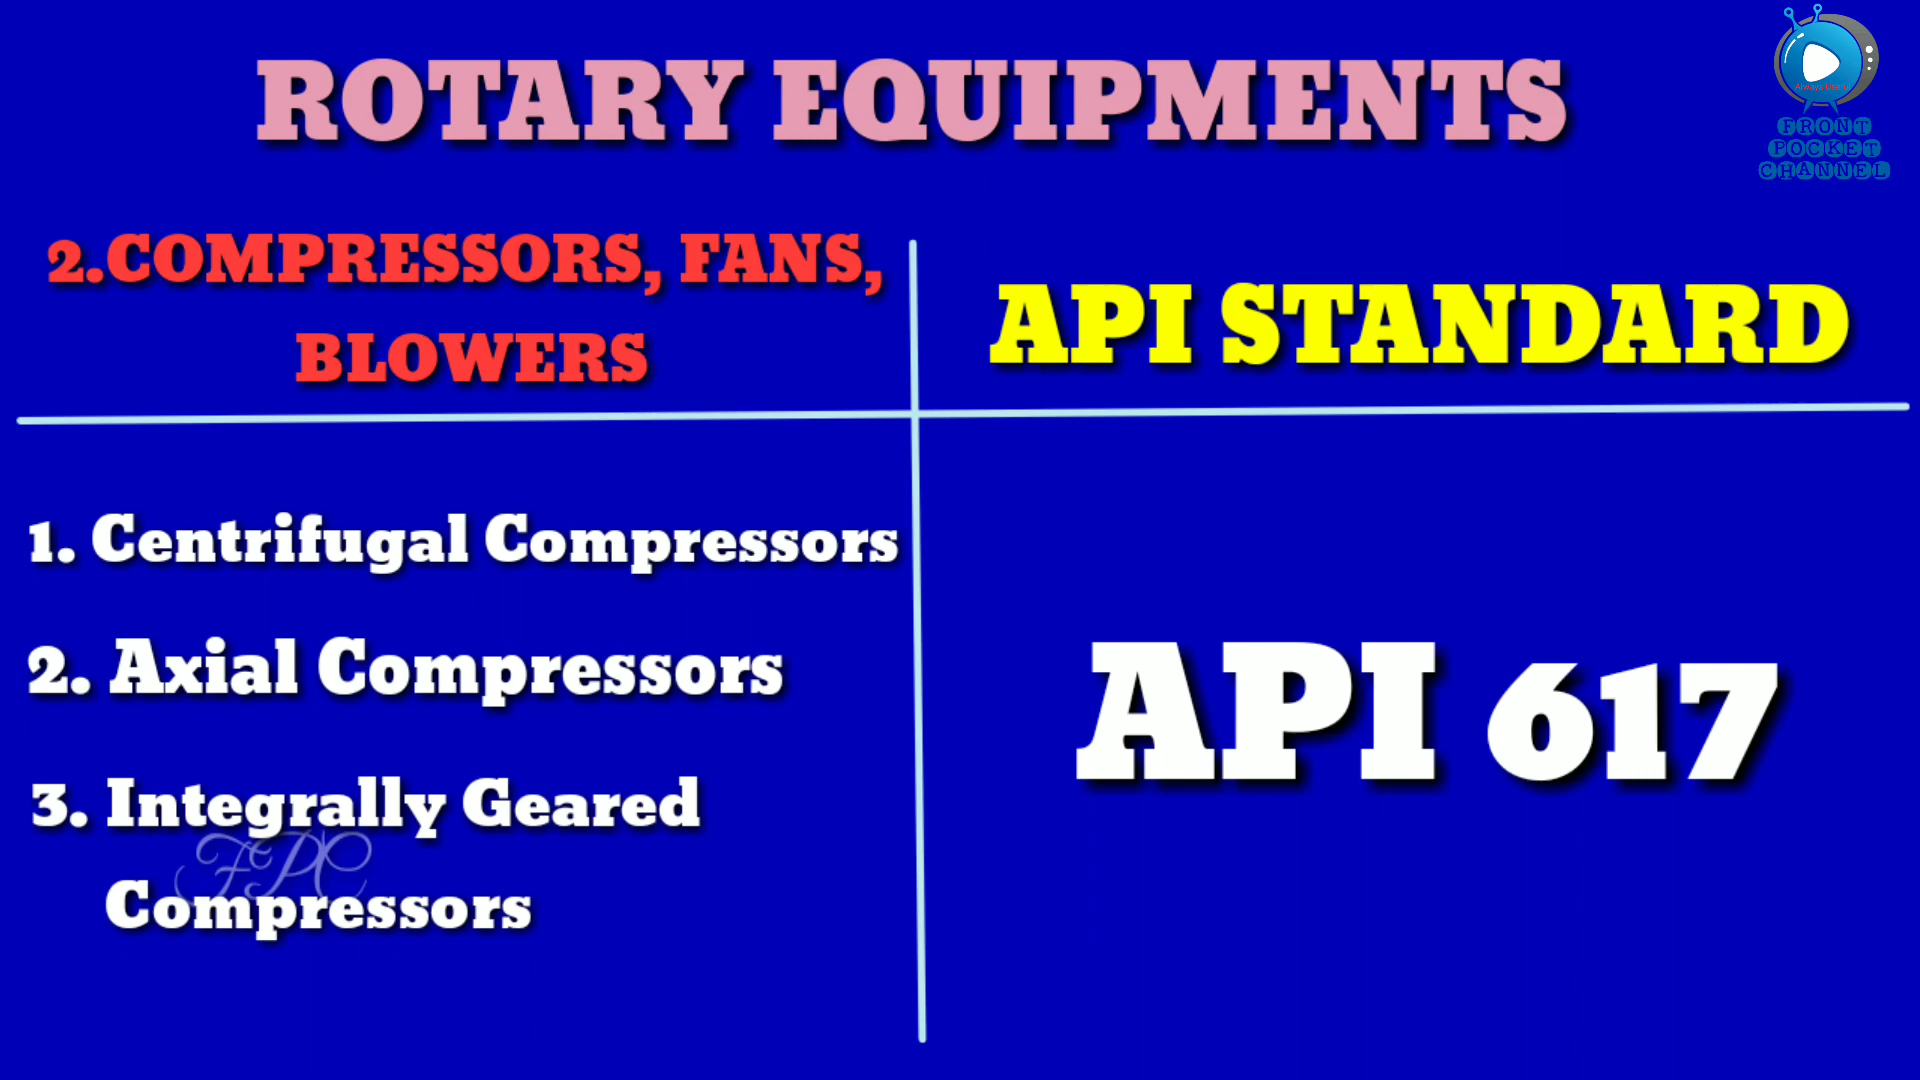 ROTARY EQUIPMENTS
FRONT
POCKET
CHANNEL
2.COMPRESSORS, FANS,
BLOWERS
API STANDARD
1. Centrifugal Compressors
2. Axial Compressors
3. Integrally Geared
Compressors
API 617
FPC